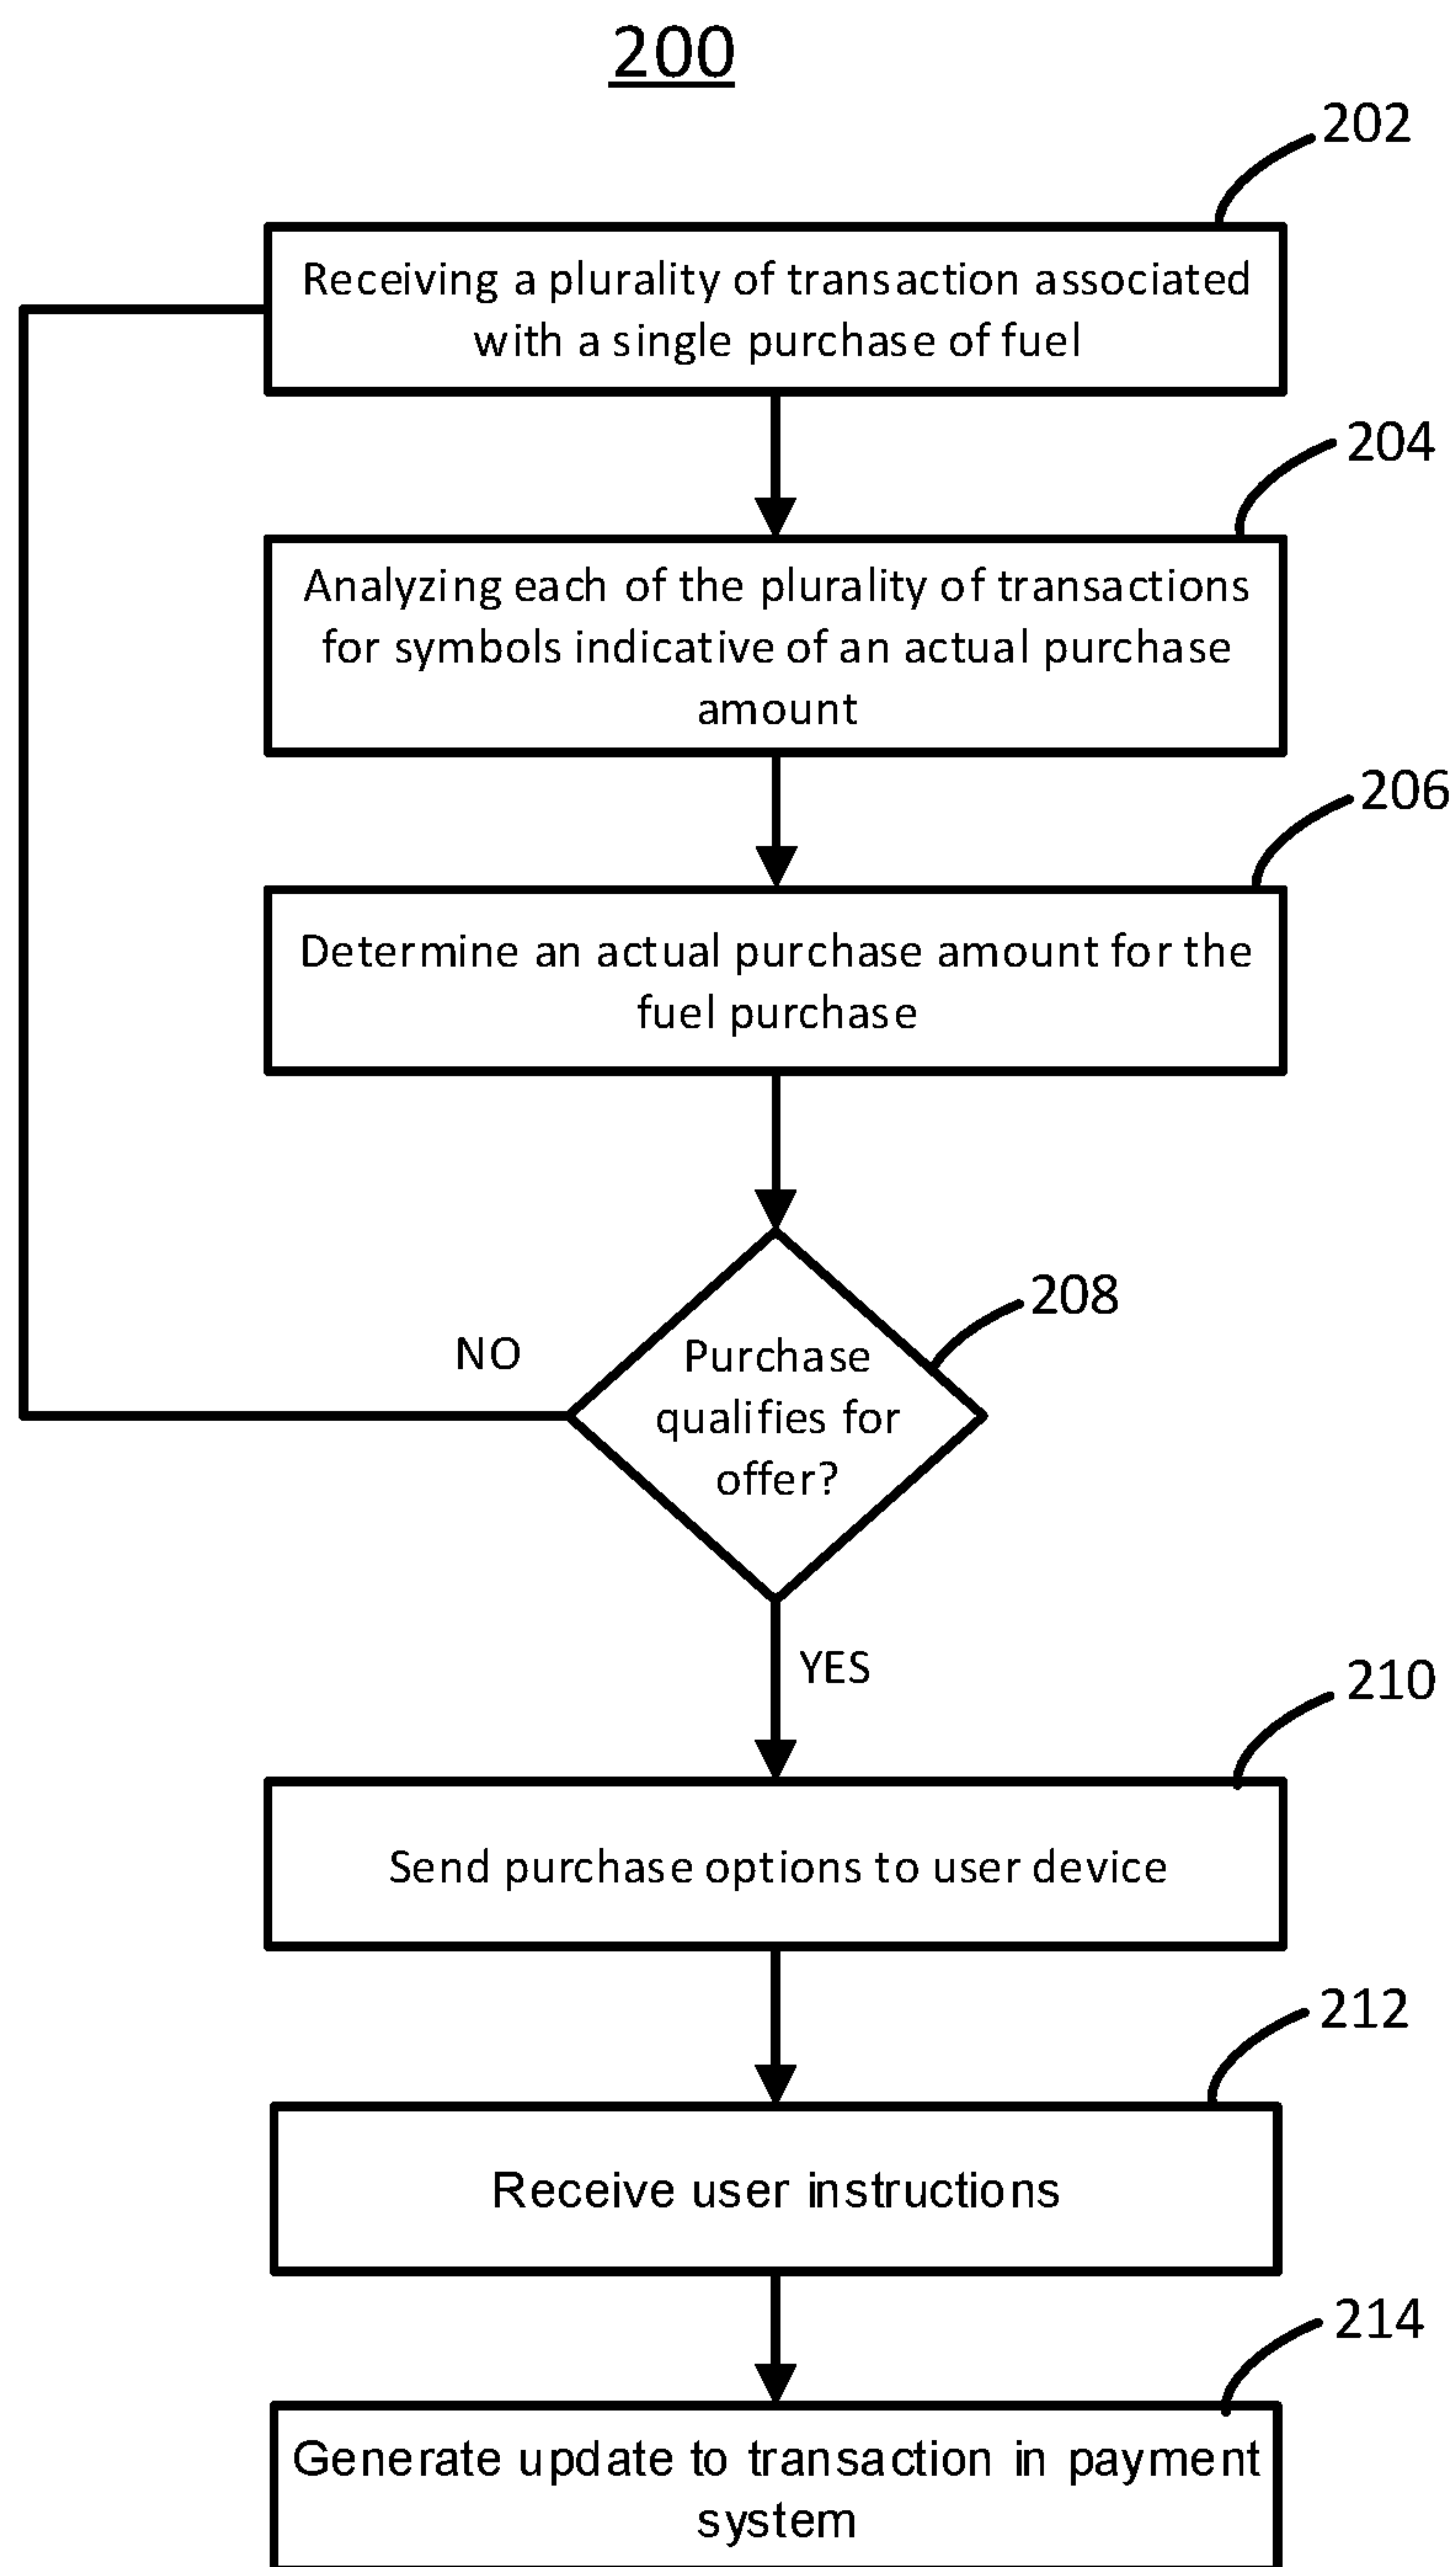 200
202
Receiving a plurality of transaction associated
with a single purchase of fuel
204
Analyzing each of the plurality of transactions
for symbols indicative of an actual purchase
amount
206
Determine an actual purchase amount for the
fuel purchase
208
NO
Purchase
qualifies for
offer?
YES
210
Send purchase options to user device
212
Receive user instructions
214
Generate update to transaction in payment
system